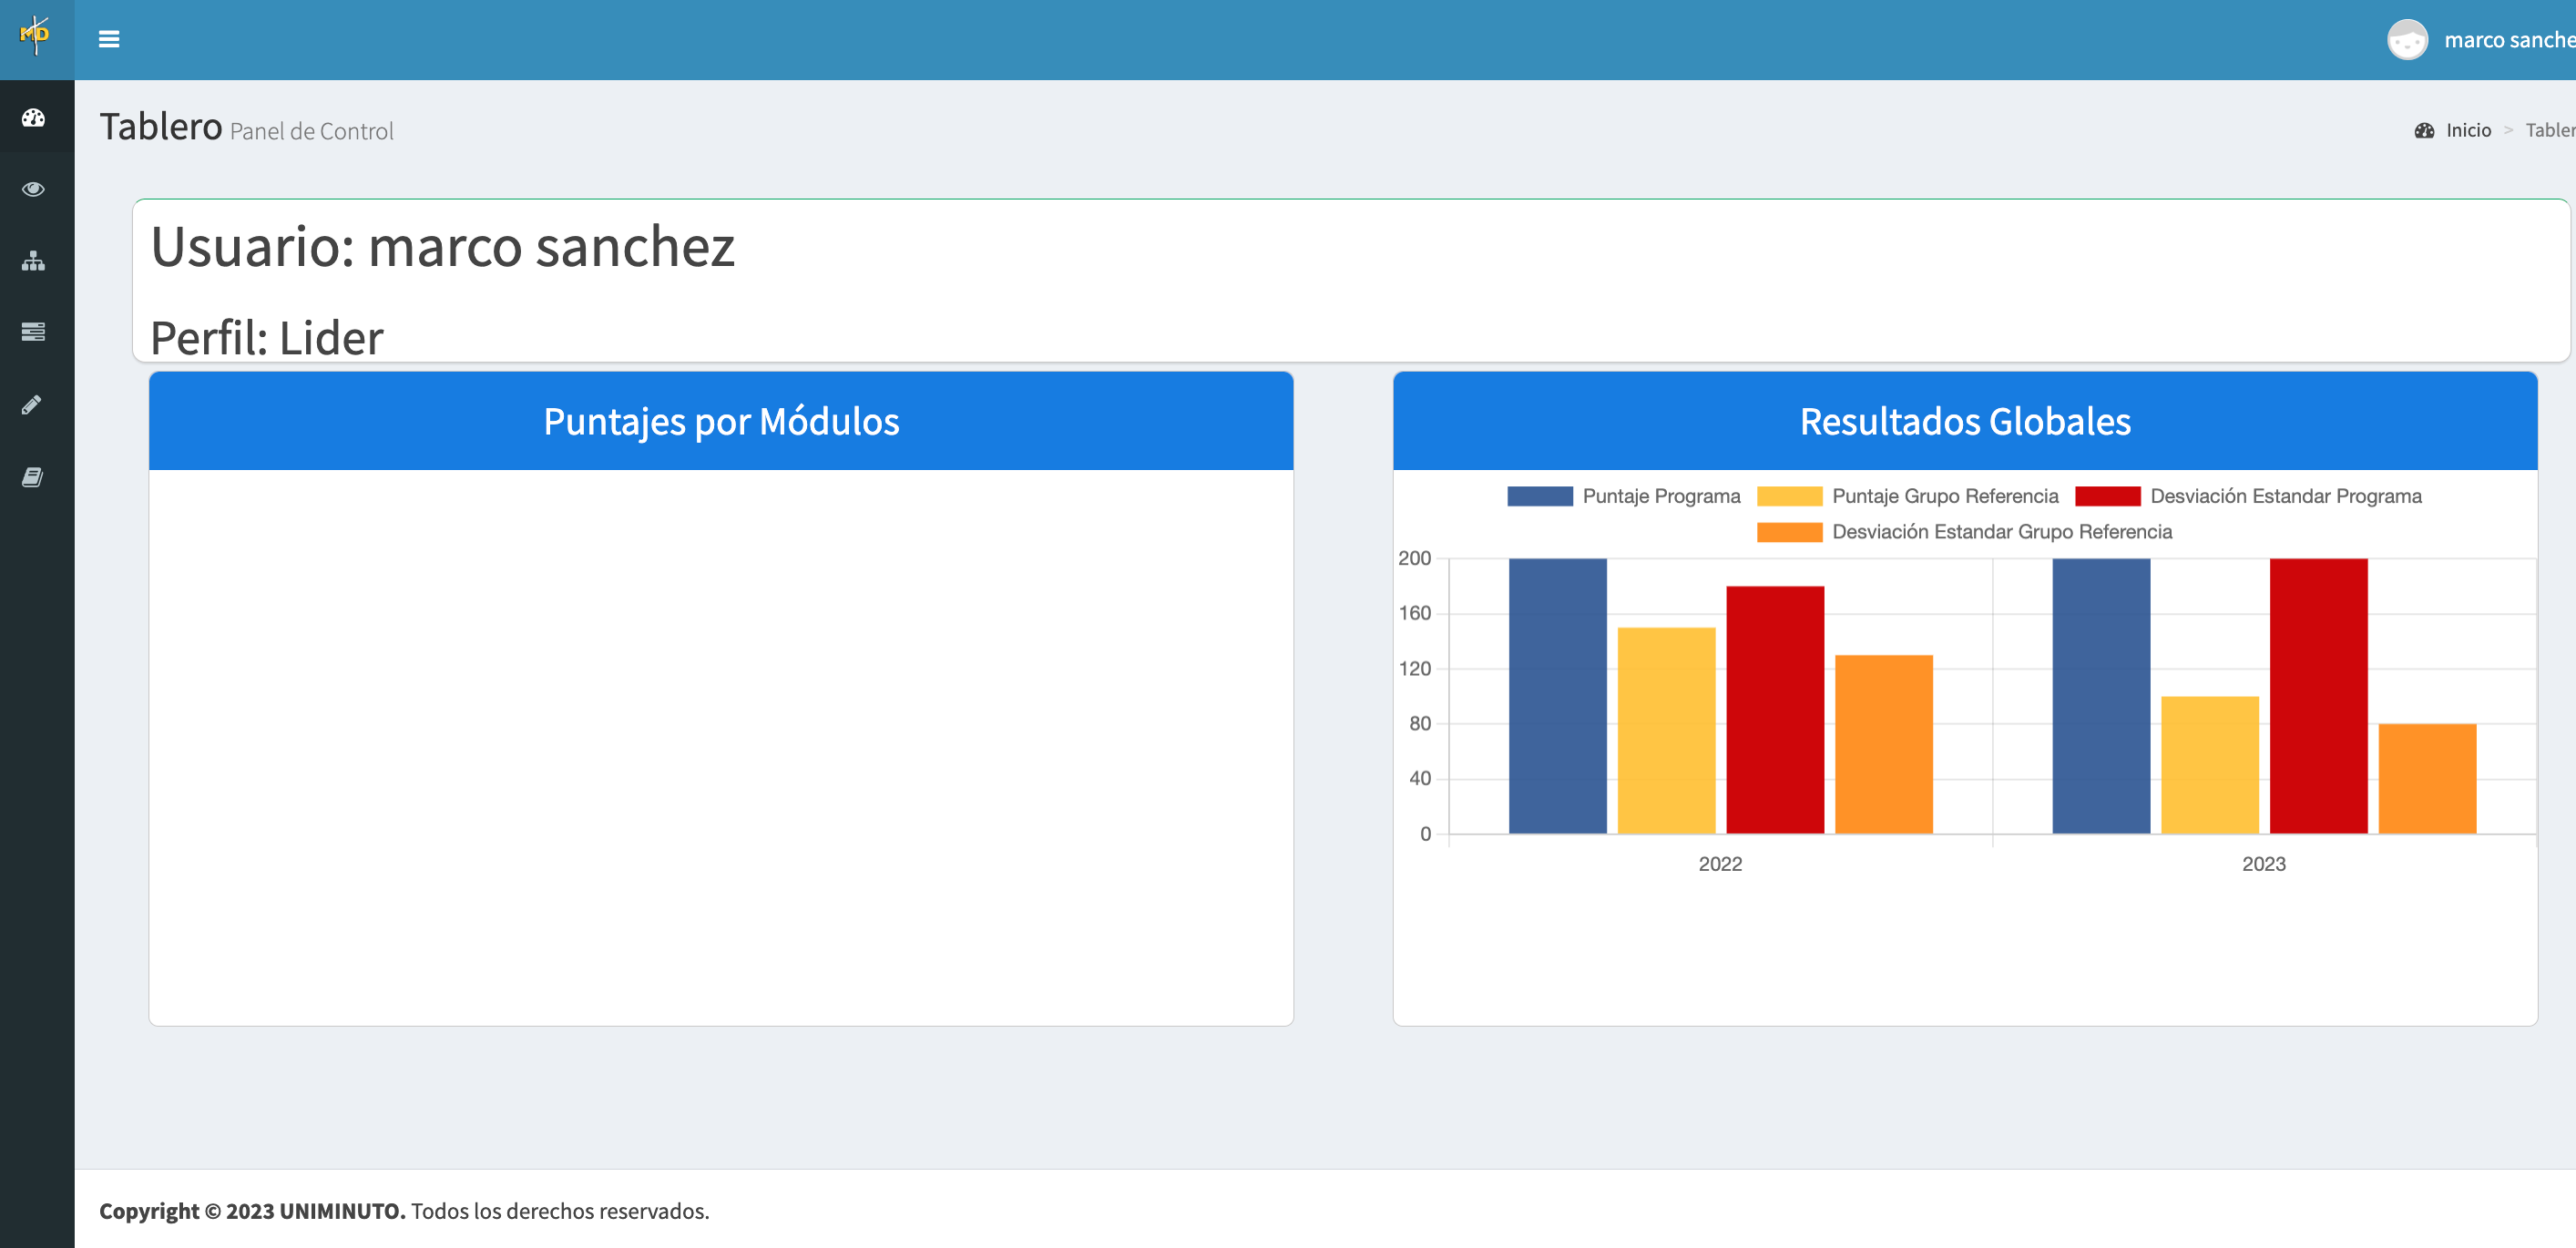 MD
marco sanche
Tablero Panel de Control
Inicio > Tabler
Usuario: marco sanchez
Perfil: Lider
Puntajes por Módulos
Resultados Globales
Puntaje Programa Puntaje Grupo Referencia Desviación Estandar Programa
Desviación Estandar Grupo Referencia
200
160
120
80
40
0
2022 2023
Copyright © 2023 UNIMINUTO. Todos los derechos reservados.